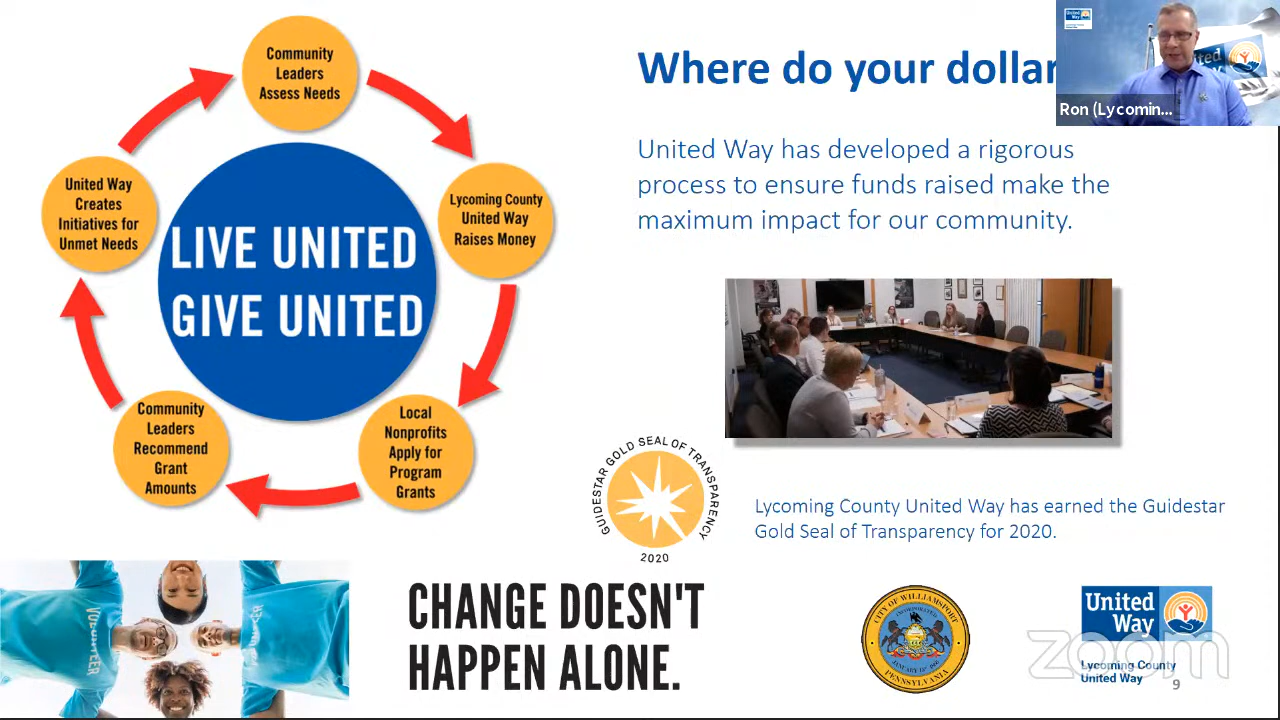 Community
Leaders
Assess Needs
Lycoming County
United Way
Raises Money
Local
Nonprofits
Apply for
Program
Grants
Community
Leaders
Recommend
Grant
Amounts
United Way
Creates
Initiatives for
Unmet Needs
LIVE UNITED
GIVE UNITED
Where do your dollar
United Way
Ron (Lycomin...
United Way has developed a rigorous
process to ensure funds raised make the
maximum impact for our community.
GUIDESTAR GOLD SEAL OF TRANSPARENCY
2020
Lycoming County United Way has earned the Guidestar
Gold Seal of Transparency for 2020.
VOLUNTEER
CHANGE DOESN'T
HAPPEN ALONE.
CITY OF WILLIAMSPORT
INCORPORATED
PENNSYLVANIA
United
Way
Lycoming County
United Way
zoom
9